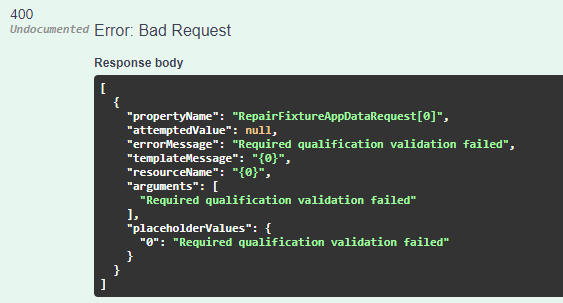 400
Undocumented Error: Bad Request
Response body
[
  {
    "propertyName": "RepairFixtureAppDataRequest[0]",
    "attemptedValue": null,
    "errorMessage": "Required qualification validation failed",
    "templateMessage": "{0}",
    "resourceName": "{0}",
    "arguments": [
      "Required qualification validation failed"
    ],
    "placeholderValues": {
      "0": "Required qualification validation failed"
    }
  }
]